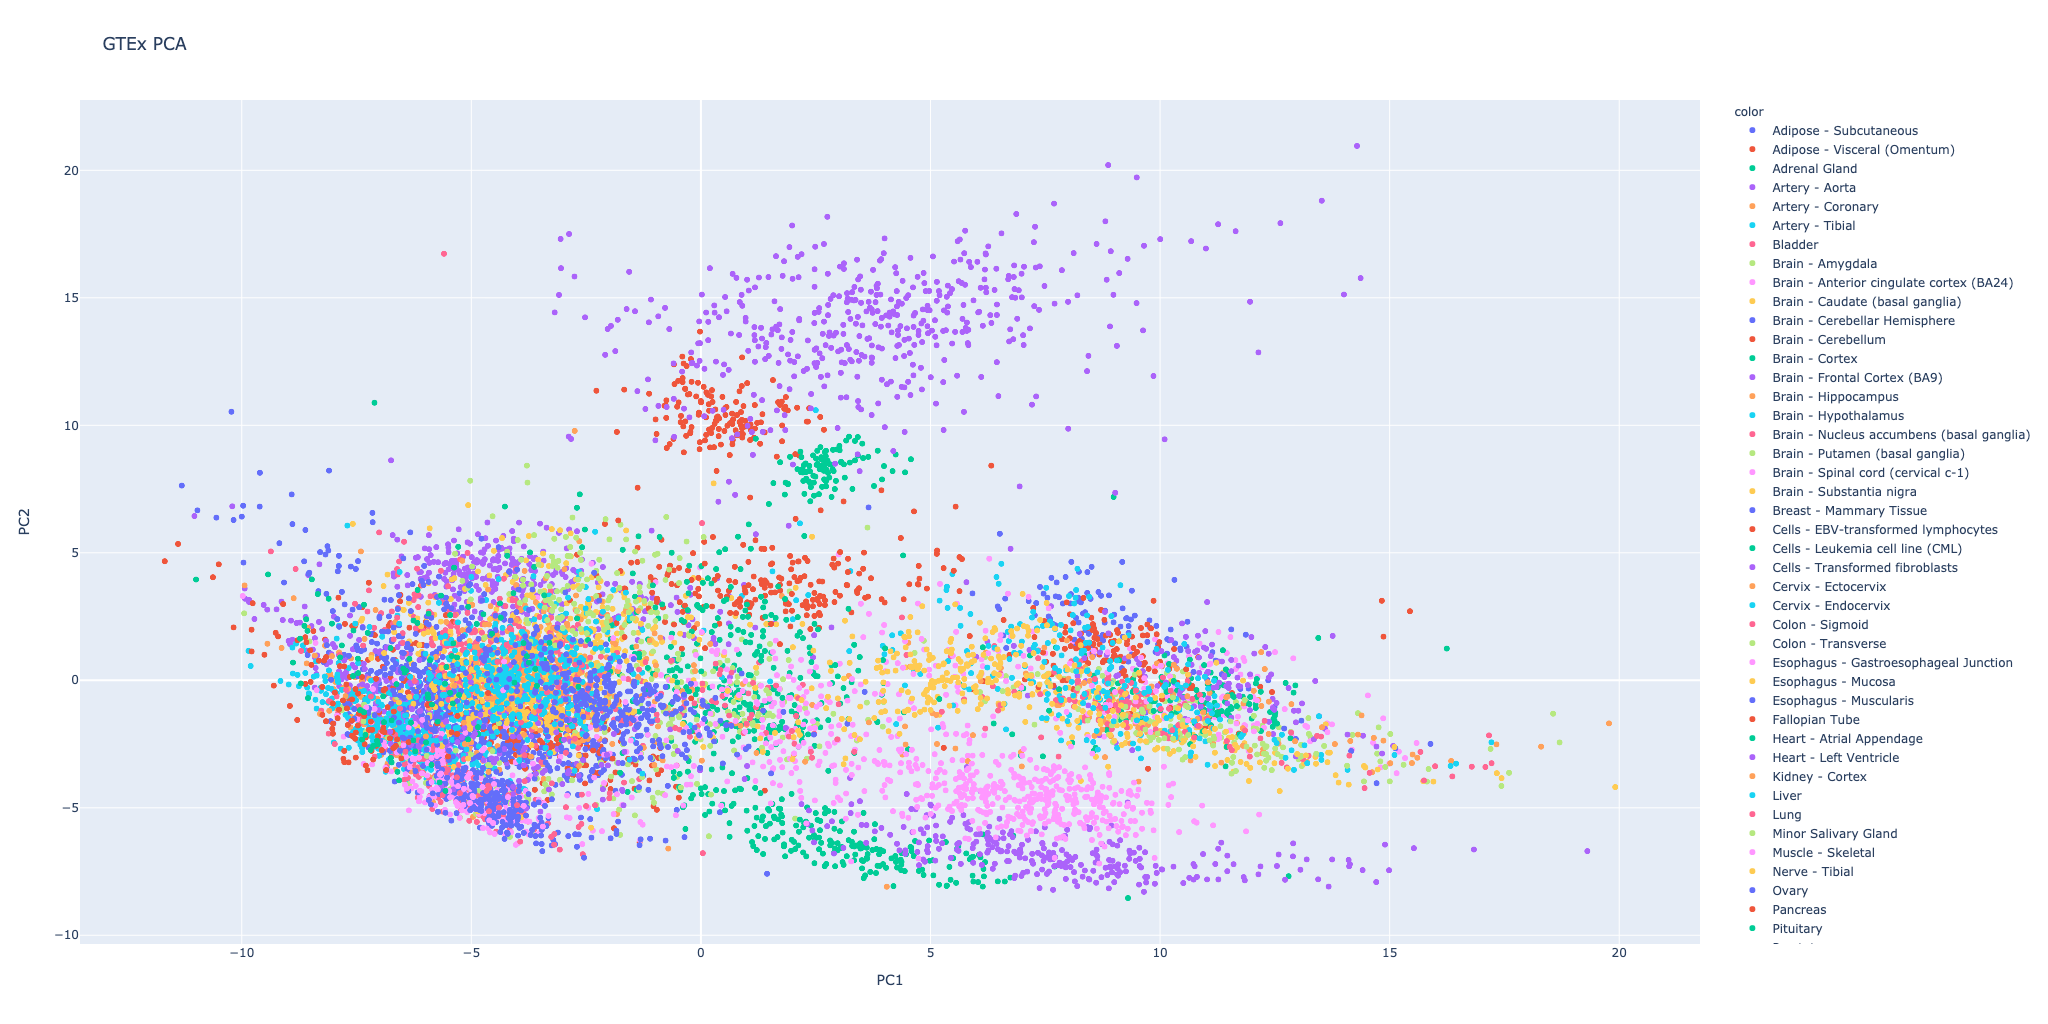 GTEx PCA
20
15
10
5
0
−5
−10
PC2
−10
−5
0
5
10
15
20
PC1
color
Adipose - Subcutaneous
Adipose - Visceral (Omentum)
Adrenal Gland
Artery - Aorta
Artery - Coronary
Artery - Tibial
Bladder
Brain - Amygdala
Brain - Anterior cingulate cortex (BA24)
Brain - Caudate (basal ganglia)
Brain - Cerebellar Hemisphere
Brain - Cerebellum
Brain - Cortex
Brain - Frontal Cortex (BA9)
Brain - Hippocampus
Brain - Hypothalamus
Brain - Nucleus accumbens (basal ganglia)
Brain - Putamen (basal ganglia)
Brain - Spinal cord (cervical c-1)
Brain - Substantia nigra
Breast - Mammary Tissue
Cells - EBV-transformed lymphocytes
Cells - Leukemia cell line (CML)
Cells - Transformed fibroblasts
Cervix - Ectocervix
Cervix - Endocervix
Colon - Sigmoid
Colon - Transverse
Esophagus - Gastroesophageal Junction
Esophagus - Mucosa
Esophagus - Muscularis
Fallopian Tube
Heart - Atrial Appendage
Heart - Left Ventricle
Kidney - Cortex
Liver
Lung
Minor Salivary Gland
Muscle - Skeletal
Nerve - Tibial
Ovary
Pancreas
Pituitary